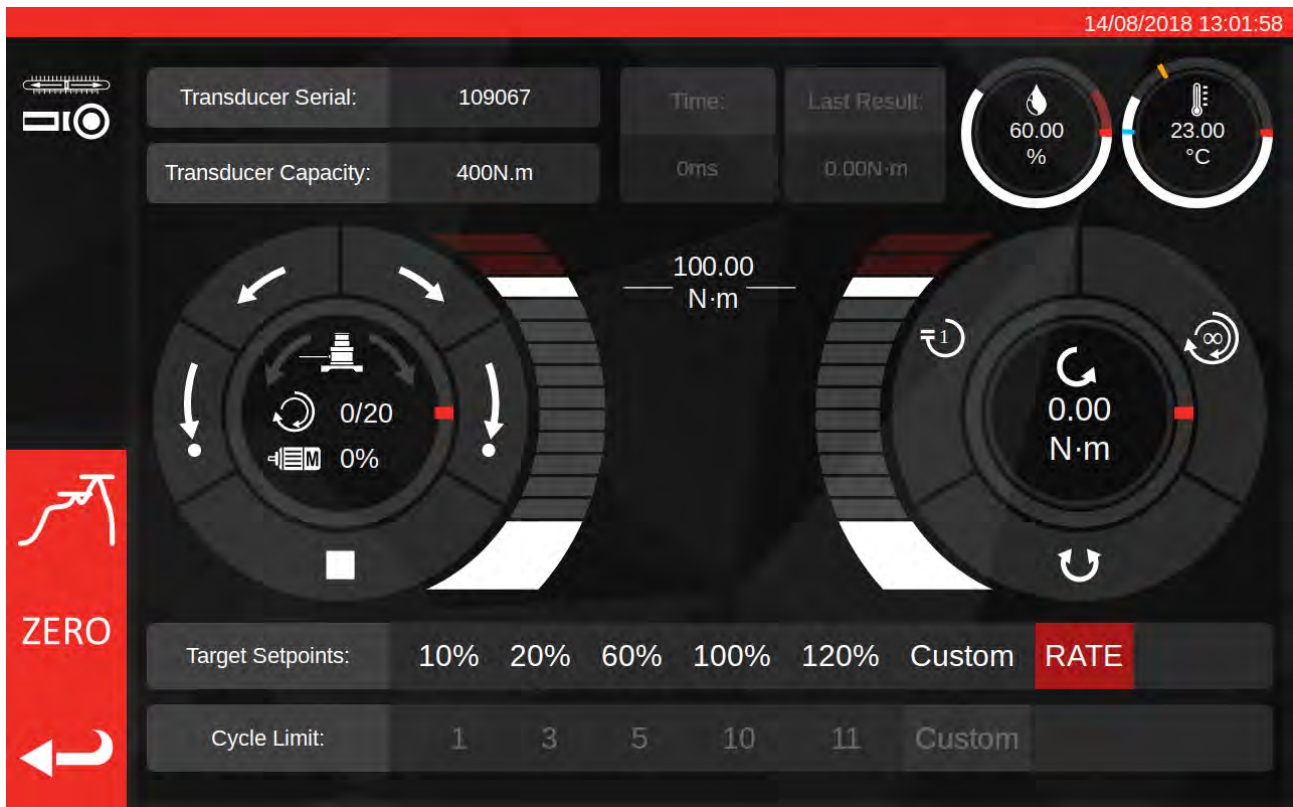 14/08/2018 13:01:58
Transducer Serial: 109067
Time: Last Result:
60.00
%
23.00
°C
Transducer Capacity: 400N.m
0ms 0.00N·m
100.00
N·m
1
∞
0/20
M 0%
0.00
N·m
ZERO
Target Setpoints: 10% 20% 60% 100% 120% Custom RATE
Cycle Limit: 1 3 5 10 11 Custom